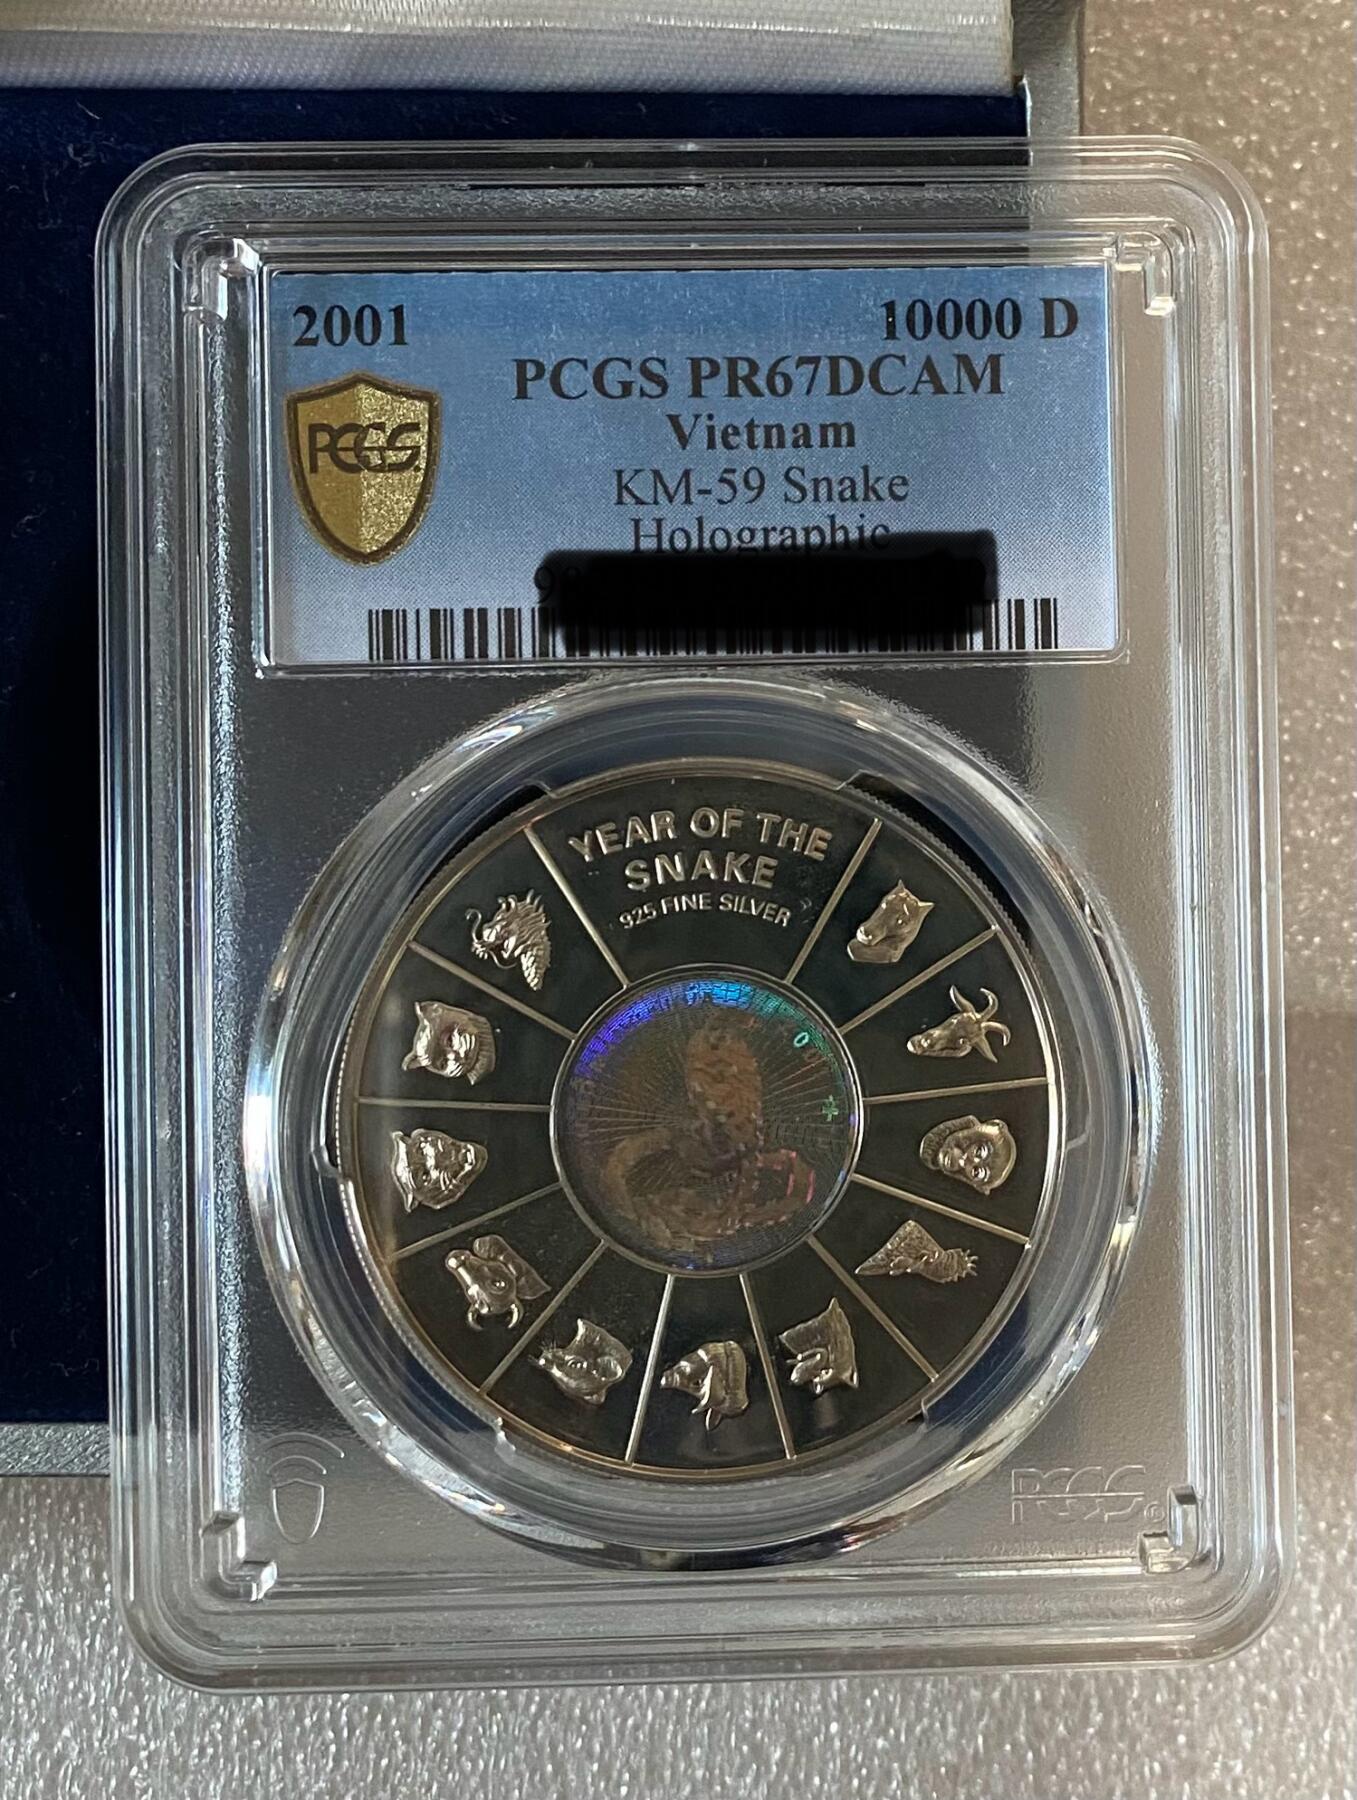 2001 10000 D
PCGS PR67DCAM
Vietnam
KM-59 Snake
Holographic
PCGS
YEAR OF THE
SNAKE
.925 FINE SILVER
PCGS